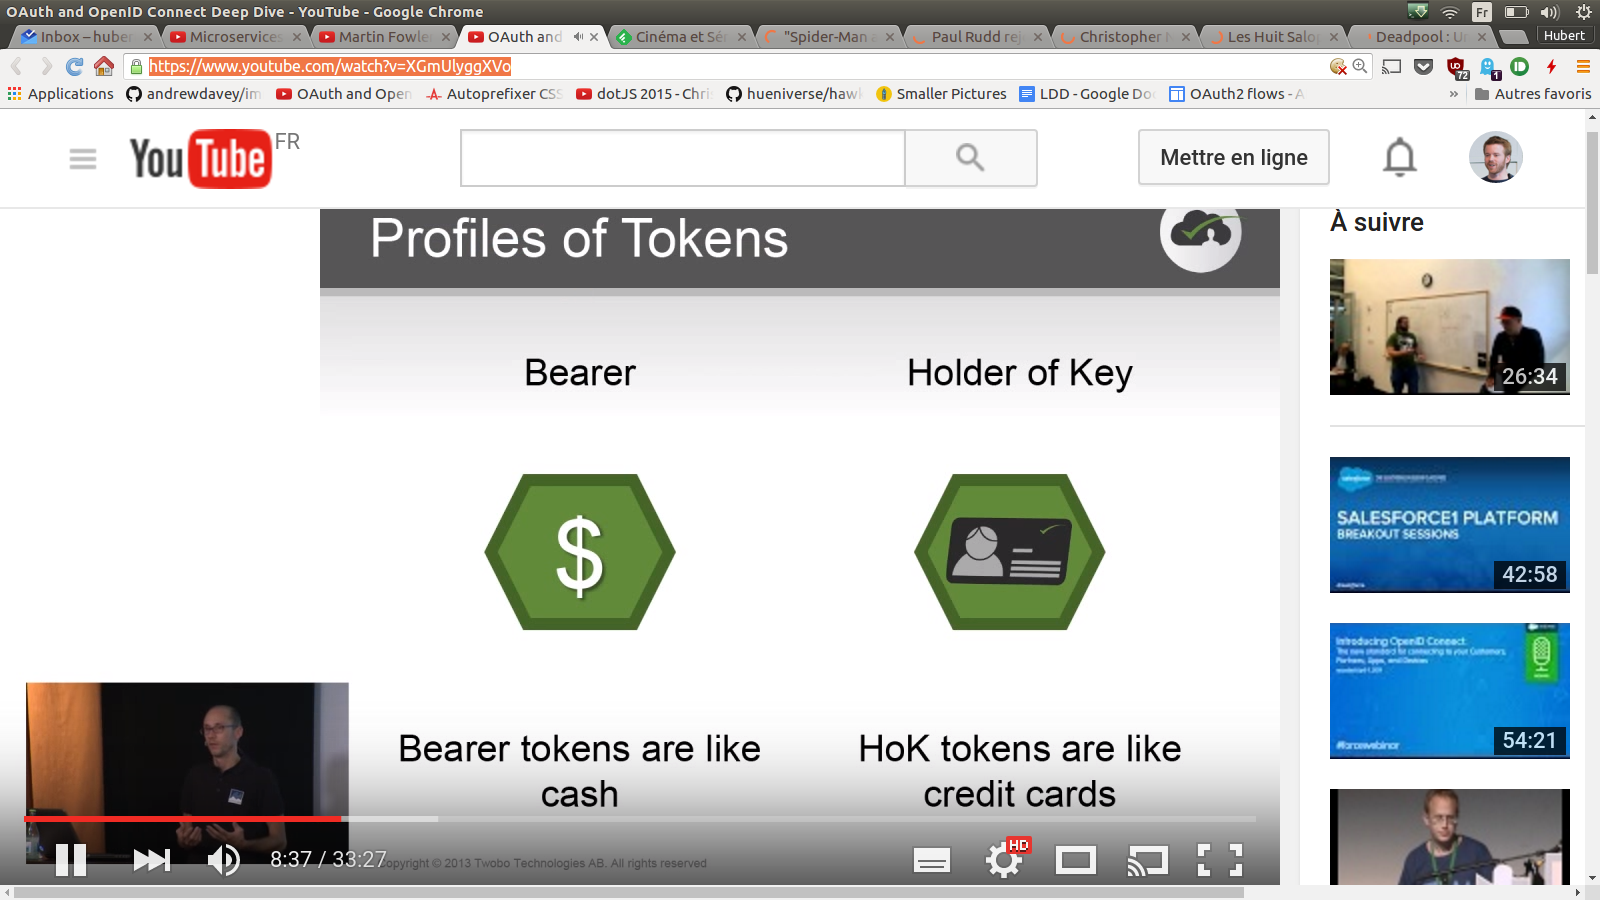 OAuth and OpenID Connect Deep Dive - YouTube - Google Chrome
Fr
Inbox – huber
Microservices
Martin Fowle
OAuth and
Cinéma et Sé
"Spider-Man a
Paul Rudd rej
Christopher N
Les Huit Salo
Deadpool : U
Hubert
https://www.youtube.com/watch?v=XGmUlyggXVo
72
1
Applications
andrewdavey/im
OAuth and Open
Autoprefixer CSS
dotJS 2015 - Chri
hueniverse/hawk
Smaller Pictures
LDD - Google Do
OAuth2 flows - A
»
Autres favoris
YouTube FR
Mettre en ligne
Profiles of Tokens
À suivre
26:34
Bearer
Holder of Key
$
SALESFORCE1 PLATFORM
BREAKOUT SESSIONS
42:58
Introducing OpenID Connect
54:21
Bearer tokens are like
cash
HoK tokens are like
credit cards
8:37 / 33:27
Copyright © 2013 Twobo Technologies AB. All rights reserved
HD